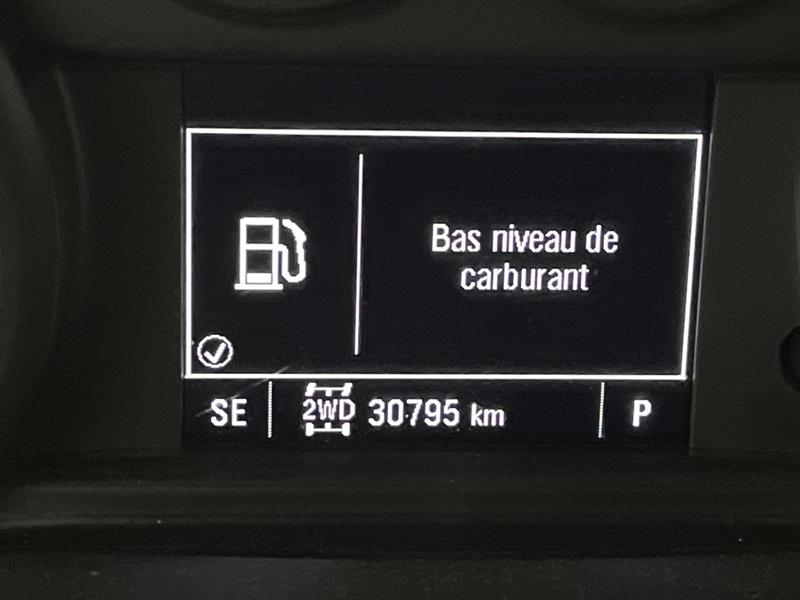 Bas niveau de
carburant
SE 2WD 30795 km P